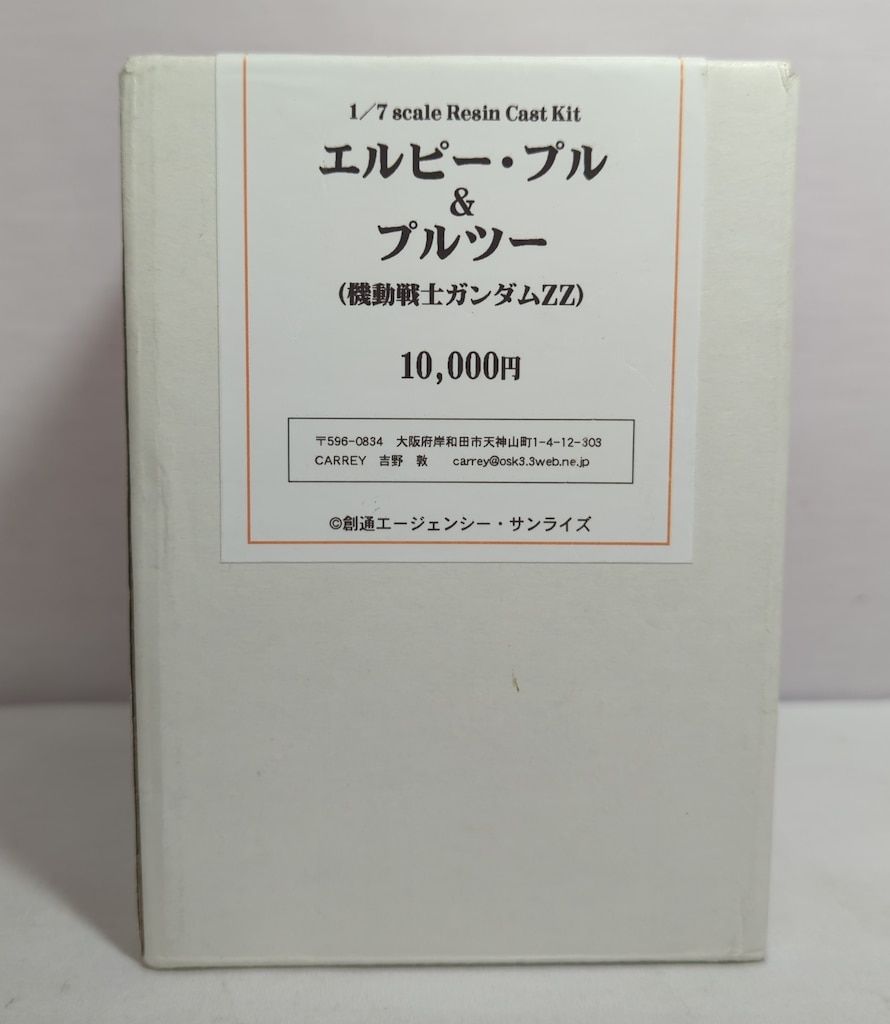 1/7 scale Resin Cast Kit
エルピー・プル
&
プルツー
(機動戦士ガンダムZZ)
10,000円
〒596-0834 大阪府岸和田市天神山町1-4-12-303
CARREY 吉野 敦 carrey@osk3.3web.ne.jp
©創通エージェンシー・サンライズ